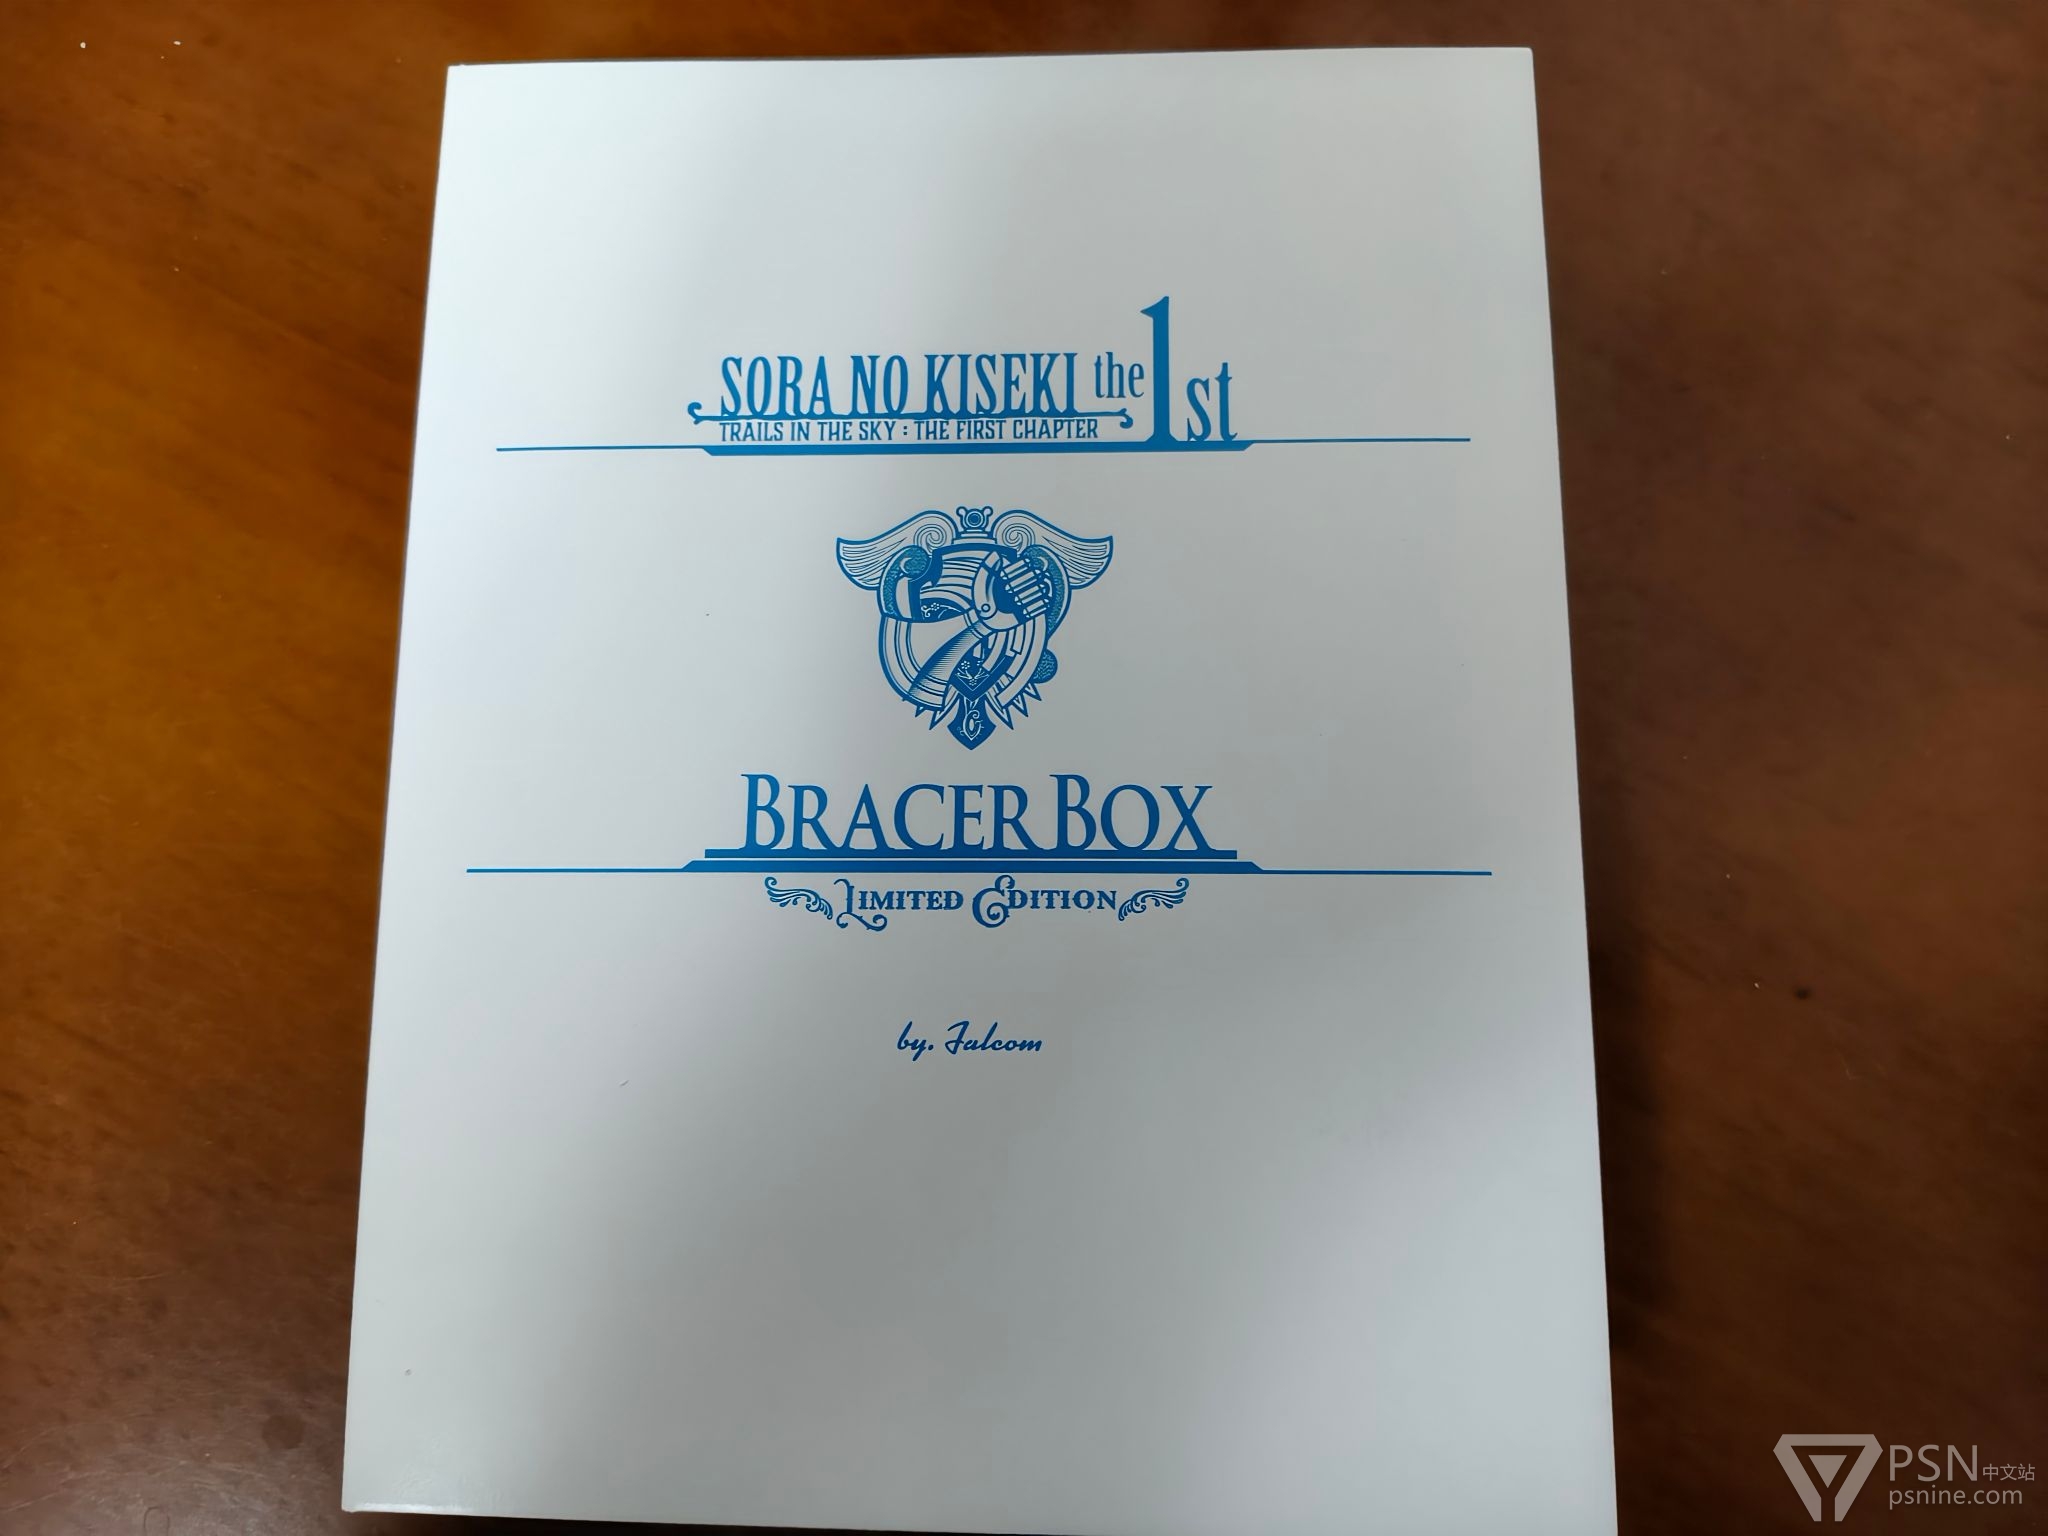 SORA NO KISEKI the 1st
TRAILS IN THE SKY : THE FIRST CHAPTER
BRACER BOX
LIMITED EDITION
by. Falcom
PSN中文站
psnine.com